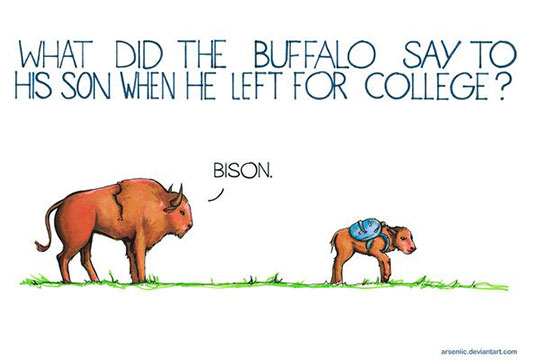 WHAT DID THE BUFFALO SAY TO
HIS SON WHEN HE LEFT FOR COLLEGE?
BISON.
arseniic.deviantart.com